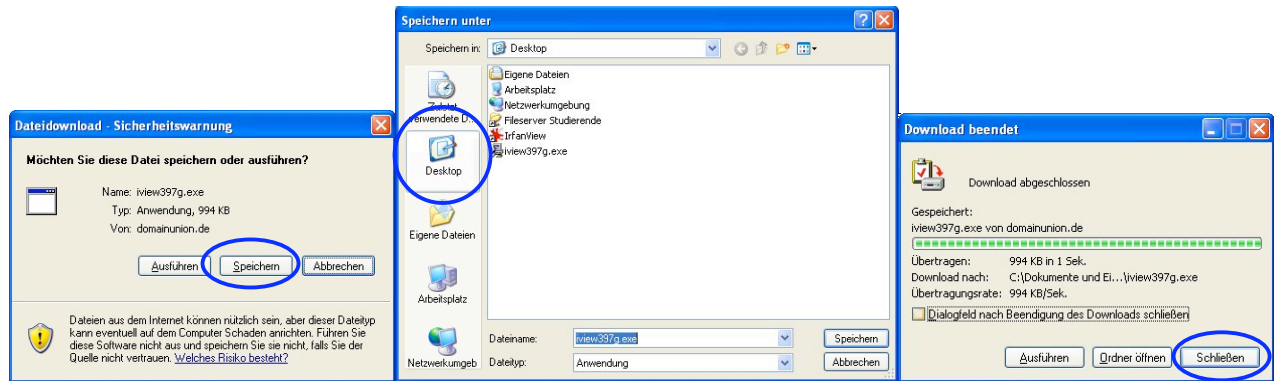 Dateidownload - Sicherheitswarnung
Möchten Sie diese Datei speichern oder ausführen?
Name: iview397g.exe
Typ: Anwendung, 994 KB
Von: domainunion.de
Ausführen
Speichern
Abbrechen
Dateien aus dem Internet können nützlich sein, aber dieser Dateityp
kann eventuell auf dem Computer Schaden anrichten. Führen Sie
diese Software nicht aus und speichern Sie sie nicht, falls Sie der
Quelle nicht vertrauen. Welches Risiko besteht?
Speichern unter
Speichern in: Desktop
Zuletzt
verwendete D...
Desktop
Eigene Dateien
Arbeitsplatz
Netzwerkumgeb
Eigene Dateien
Arbeitsplatz
Netzwerkumgebung
Fileserver Studierende
IrfanView
iview397g.exe
Dateiname: iview397g.exe
Speichern
Dateityp: Anwendung
Abbrechen
Download beendet
Download abgeschlossen
Gespeichert:
iview397g.exe von domainunion.de
Übertragen: 994 KB in 1 Sek.
Download nach: C:\Dokumente und Ei...\iview397g.exe
Übertragungsrate: 994 KB/Sek.
Dialogfeld nach Beendigung des Downloads schließen
Ausführen
Ordner öffnen
Schließen